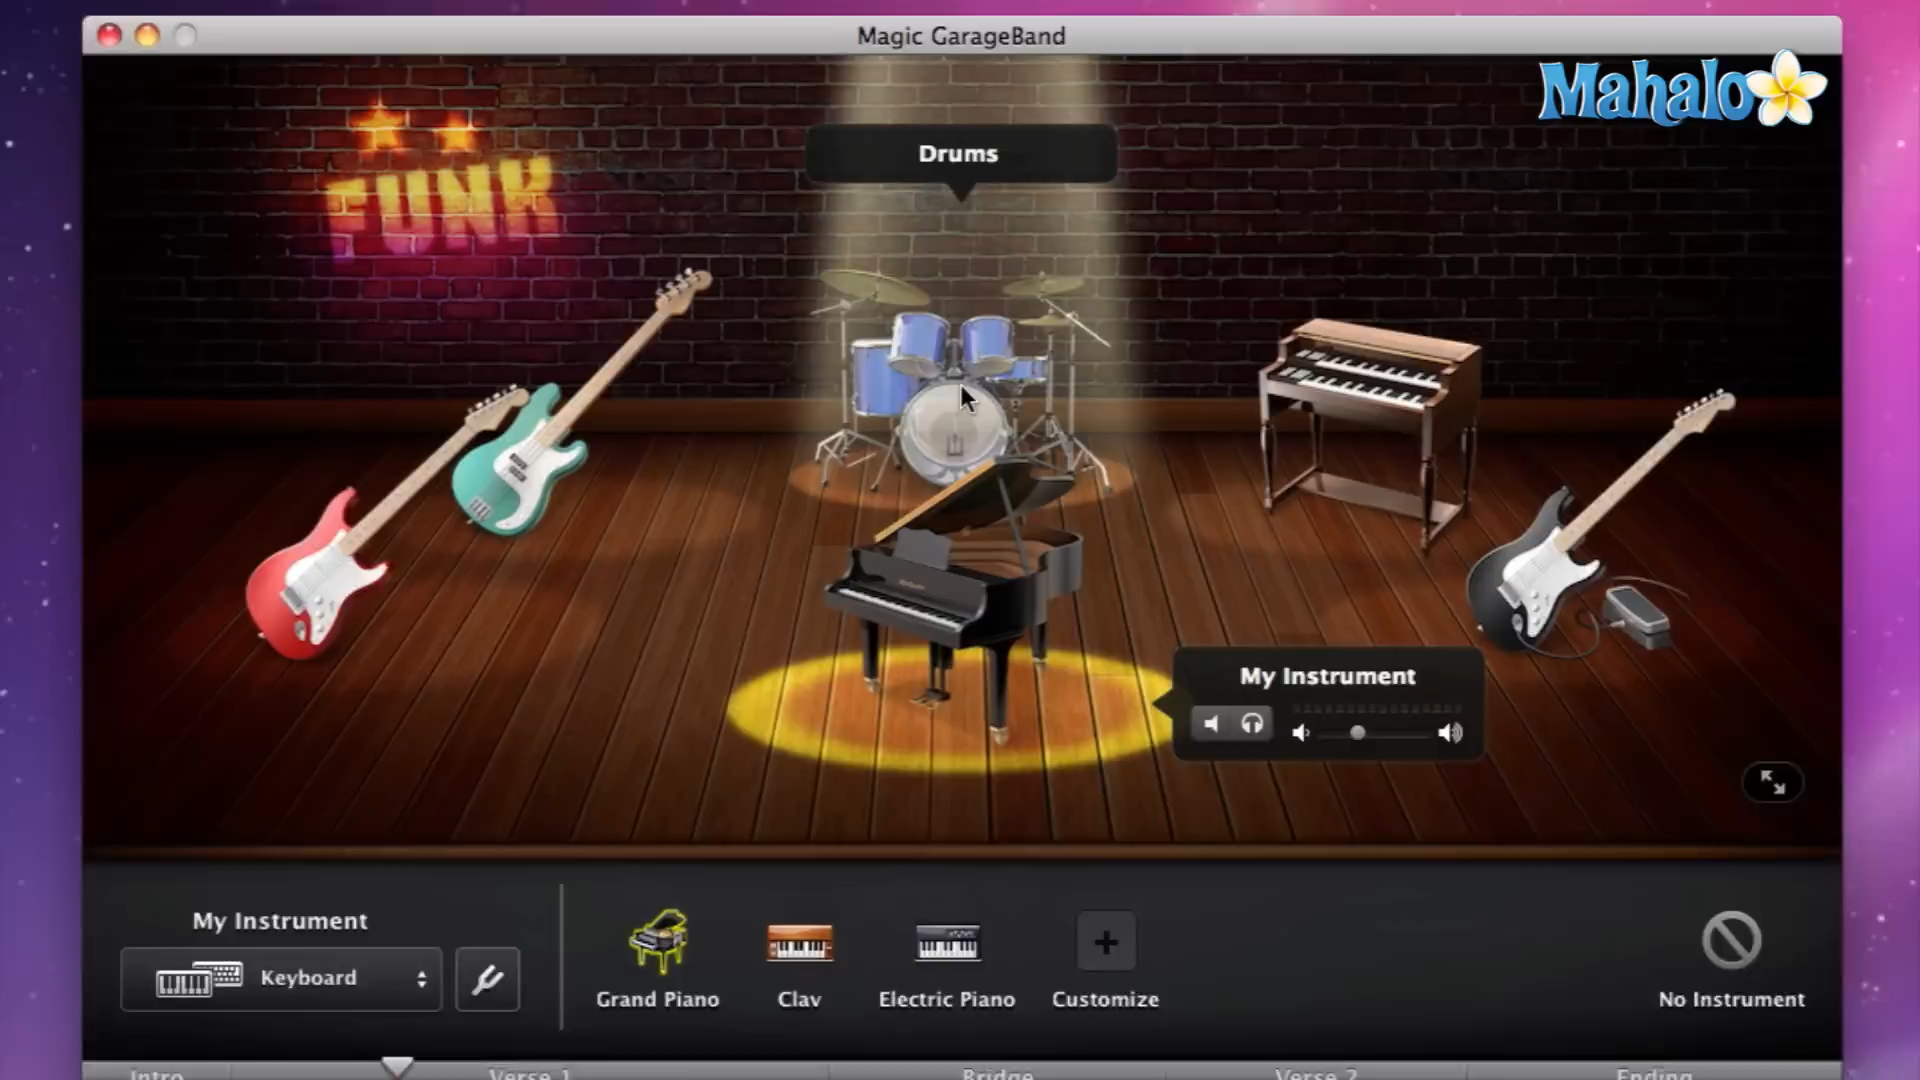 Magic GarageBand
Mahalo
FUNK
Drums
My Instrument
My Instrument
Keyboard
Grand Piano
Clav
Electric Piano
Customize
No Instrument
Intro
Verse 1
Bridge
Verse 2
Ending